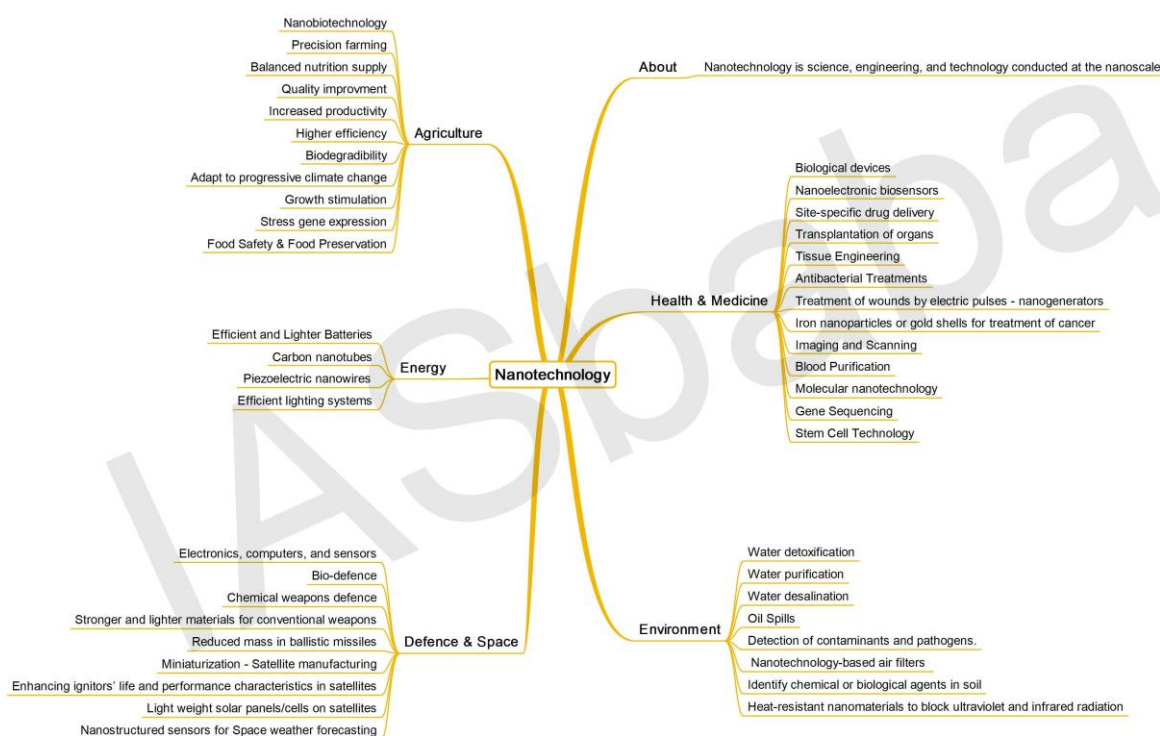 Nanotechnology
About
Nanotechnology is science, engineering, and technology conducted at the nanoscale
Health & Medicine
Biological devices
Nanoelectronic biosensors
Site-specific drug delivery
Transplantation of organs
Tissue Engineering
Antibacterial Treatments
Treatment of wounds by electric pulses - nanogenerators
Iron nanoparticles or gold shells for treatment of cancer
Imaging and Scanning
Blood Purification
Molecular nanotechnology
Gene Sequencing
Stem Cell Technology
Environment
Water detoxification
Water purification
Water desalination
Oil Spills
Detection of contaminants and pathogens.
Nanotechnology-based air filters
Identify chemical or biological agents in soil
Heat-resistant nanomaterials to block ultraviolet and infrared radiation
Agriculture
Nanobiotechnology
Precision farming
Balanced nutrition supply
Quality improvment
Increased productivity
Higher efficiency
Biodegradibility
Adapt to progressive climate change
Growth stimulation
Stress gene expression
Food Safety & Food Preservation
Energy
Efficient and Lighter Batteries
Carbon nanotubes
Piezoelectric nanowires
Efficient lighting systems
Defence & Space
Electronics, computers, and sensors
Bio-defence
Chemical weapons defence
Stronger and lighter materials for conventional weapons
Reduced mass in ballistic missiles
Miniaturization - Satellite manufacturing
Enhancing ignitors' life and performance characteristics in satellites
Light weight solar panels/cells on satellites
Nanostructured sensors for Space weather forecasting
IASbaba